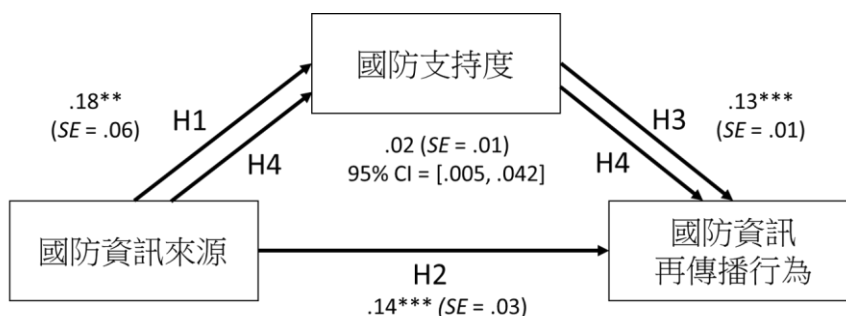 國防支持度
.18**
(SE = .06)
H1
H3
.13***
(SE = .01)
H4
.02 (SE = .01)
95% CI = [.005, .042]
H4
國防資訊來源
國防資訊
再傳播行為
H2
.14*** (SE = .03)